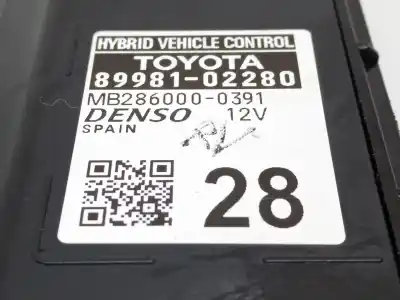 HYBRID VEHICLE CONTROL
TOYOTA
89981-02280
MB286000-0391
DENSO 12V
SPAIN
28